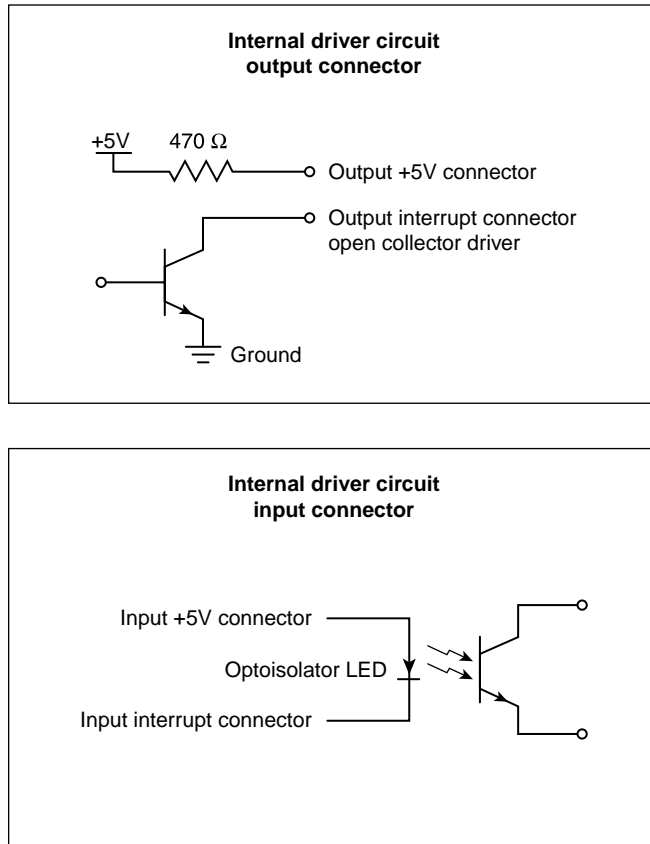 Internal driver circuit
output connector
+5V
470 Ω
Output +5V connector
Output interrupt connector
open collector driver
Ground
Internal driver circuit
input connector
Input +5V connector
Optoisolator LED
Input interrupt connector